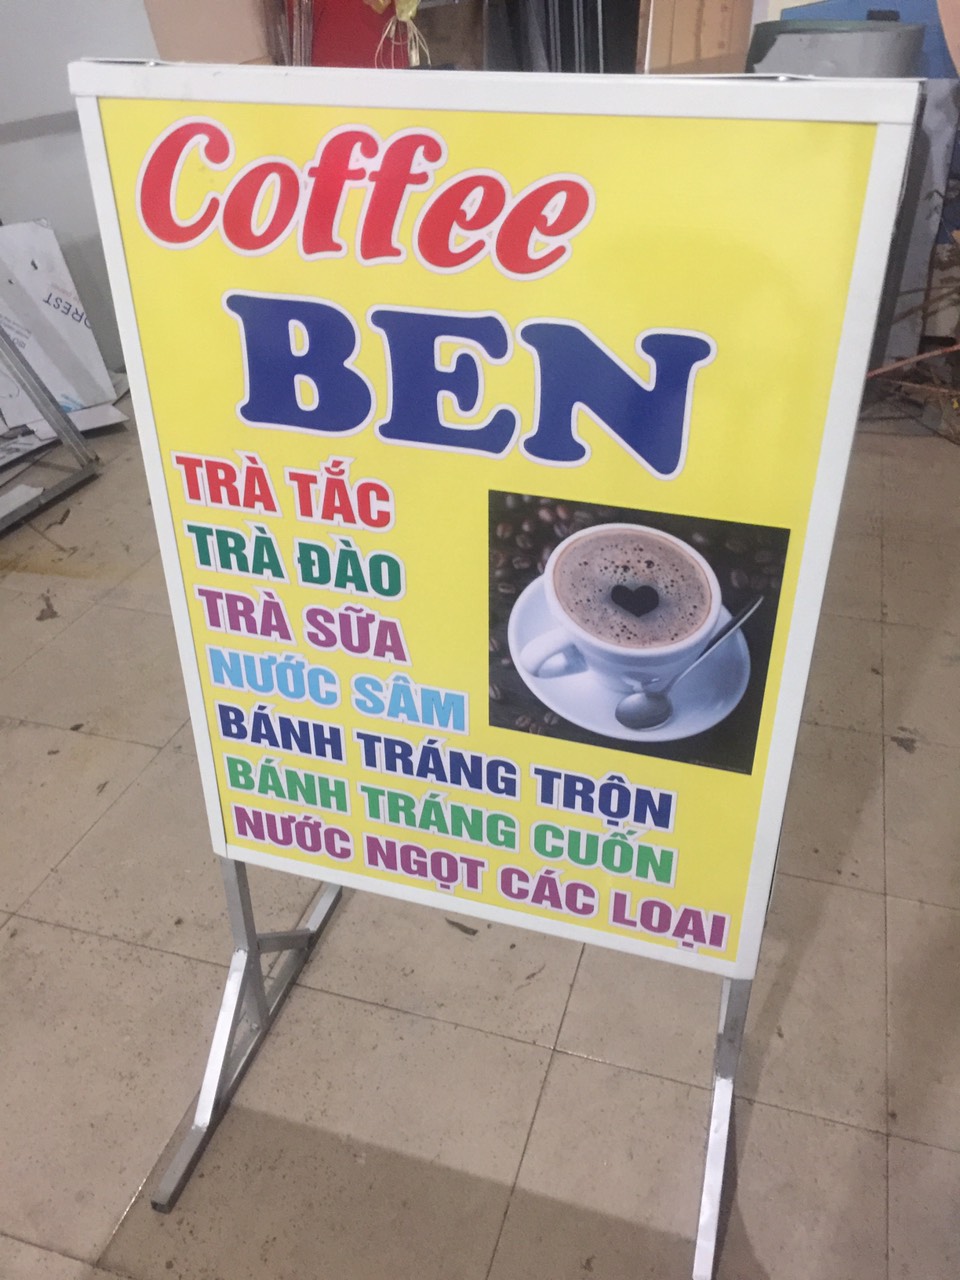 Coffee
BEN
TRÀ TẮC
TRÀ ĐÀO
TRÀ SỮA
NƯỚC SÂM
BÁNH TRÁNG TRỘN
BÁNH TRÁNG CUỐN
NƯỚC NGỌT CÁC LOẠI